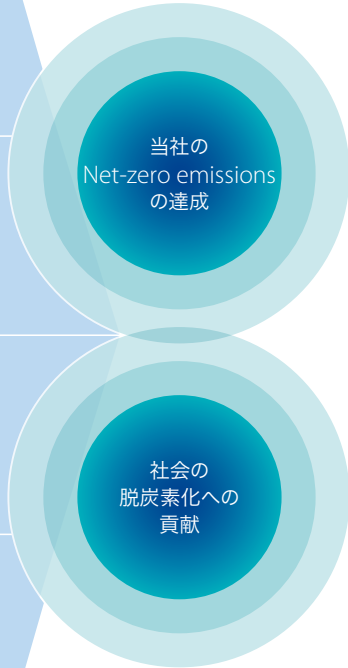 当社の
Net-zero emissions
の達成
社会の
脱炭素化への
貢献